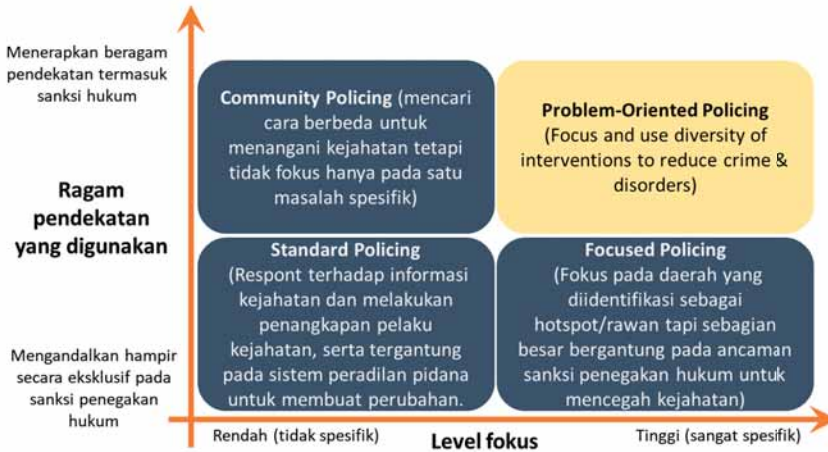 Menerapkan beragam
pendekatan termasuk
sanksi hukum
Community Policing (mencari
cara berbeda untuk
menangani kejahatan tetapi
tidak fokus hanya pada satu
masalah spesifik)
Problem-Oriented Policing
(Focus and use diversity of
interventions to reduce crime &
disorders)
Ragam
pendekatan
yang digunakan
Standard Policing
(Respont terhadap informasi
kejahatan dan melakukan
penangkapan pelaku
kejahatan, serta tergantung
pada sistem peradilan pidana
untuk membuat perubahan.
Focused Policing
(Fokus pada daerah yang
diidentifikasi sebagai
hotspot/rawan tapi sebagian
besar bergantung pada ancaman
sanksi penegakan hukum untuk
mencegah kejahatan)
Mengandalkan hampir
secara eksklusif pada
sanksi penegakan
hukum
Rendah (tidak spesifik)
Level fokus
Tinggi (sangat spesifik)